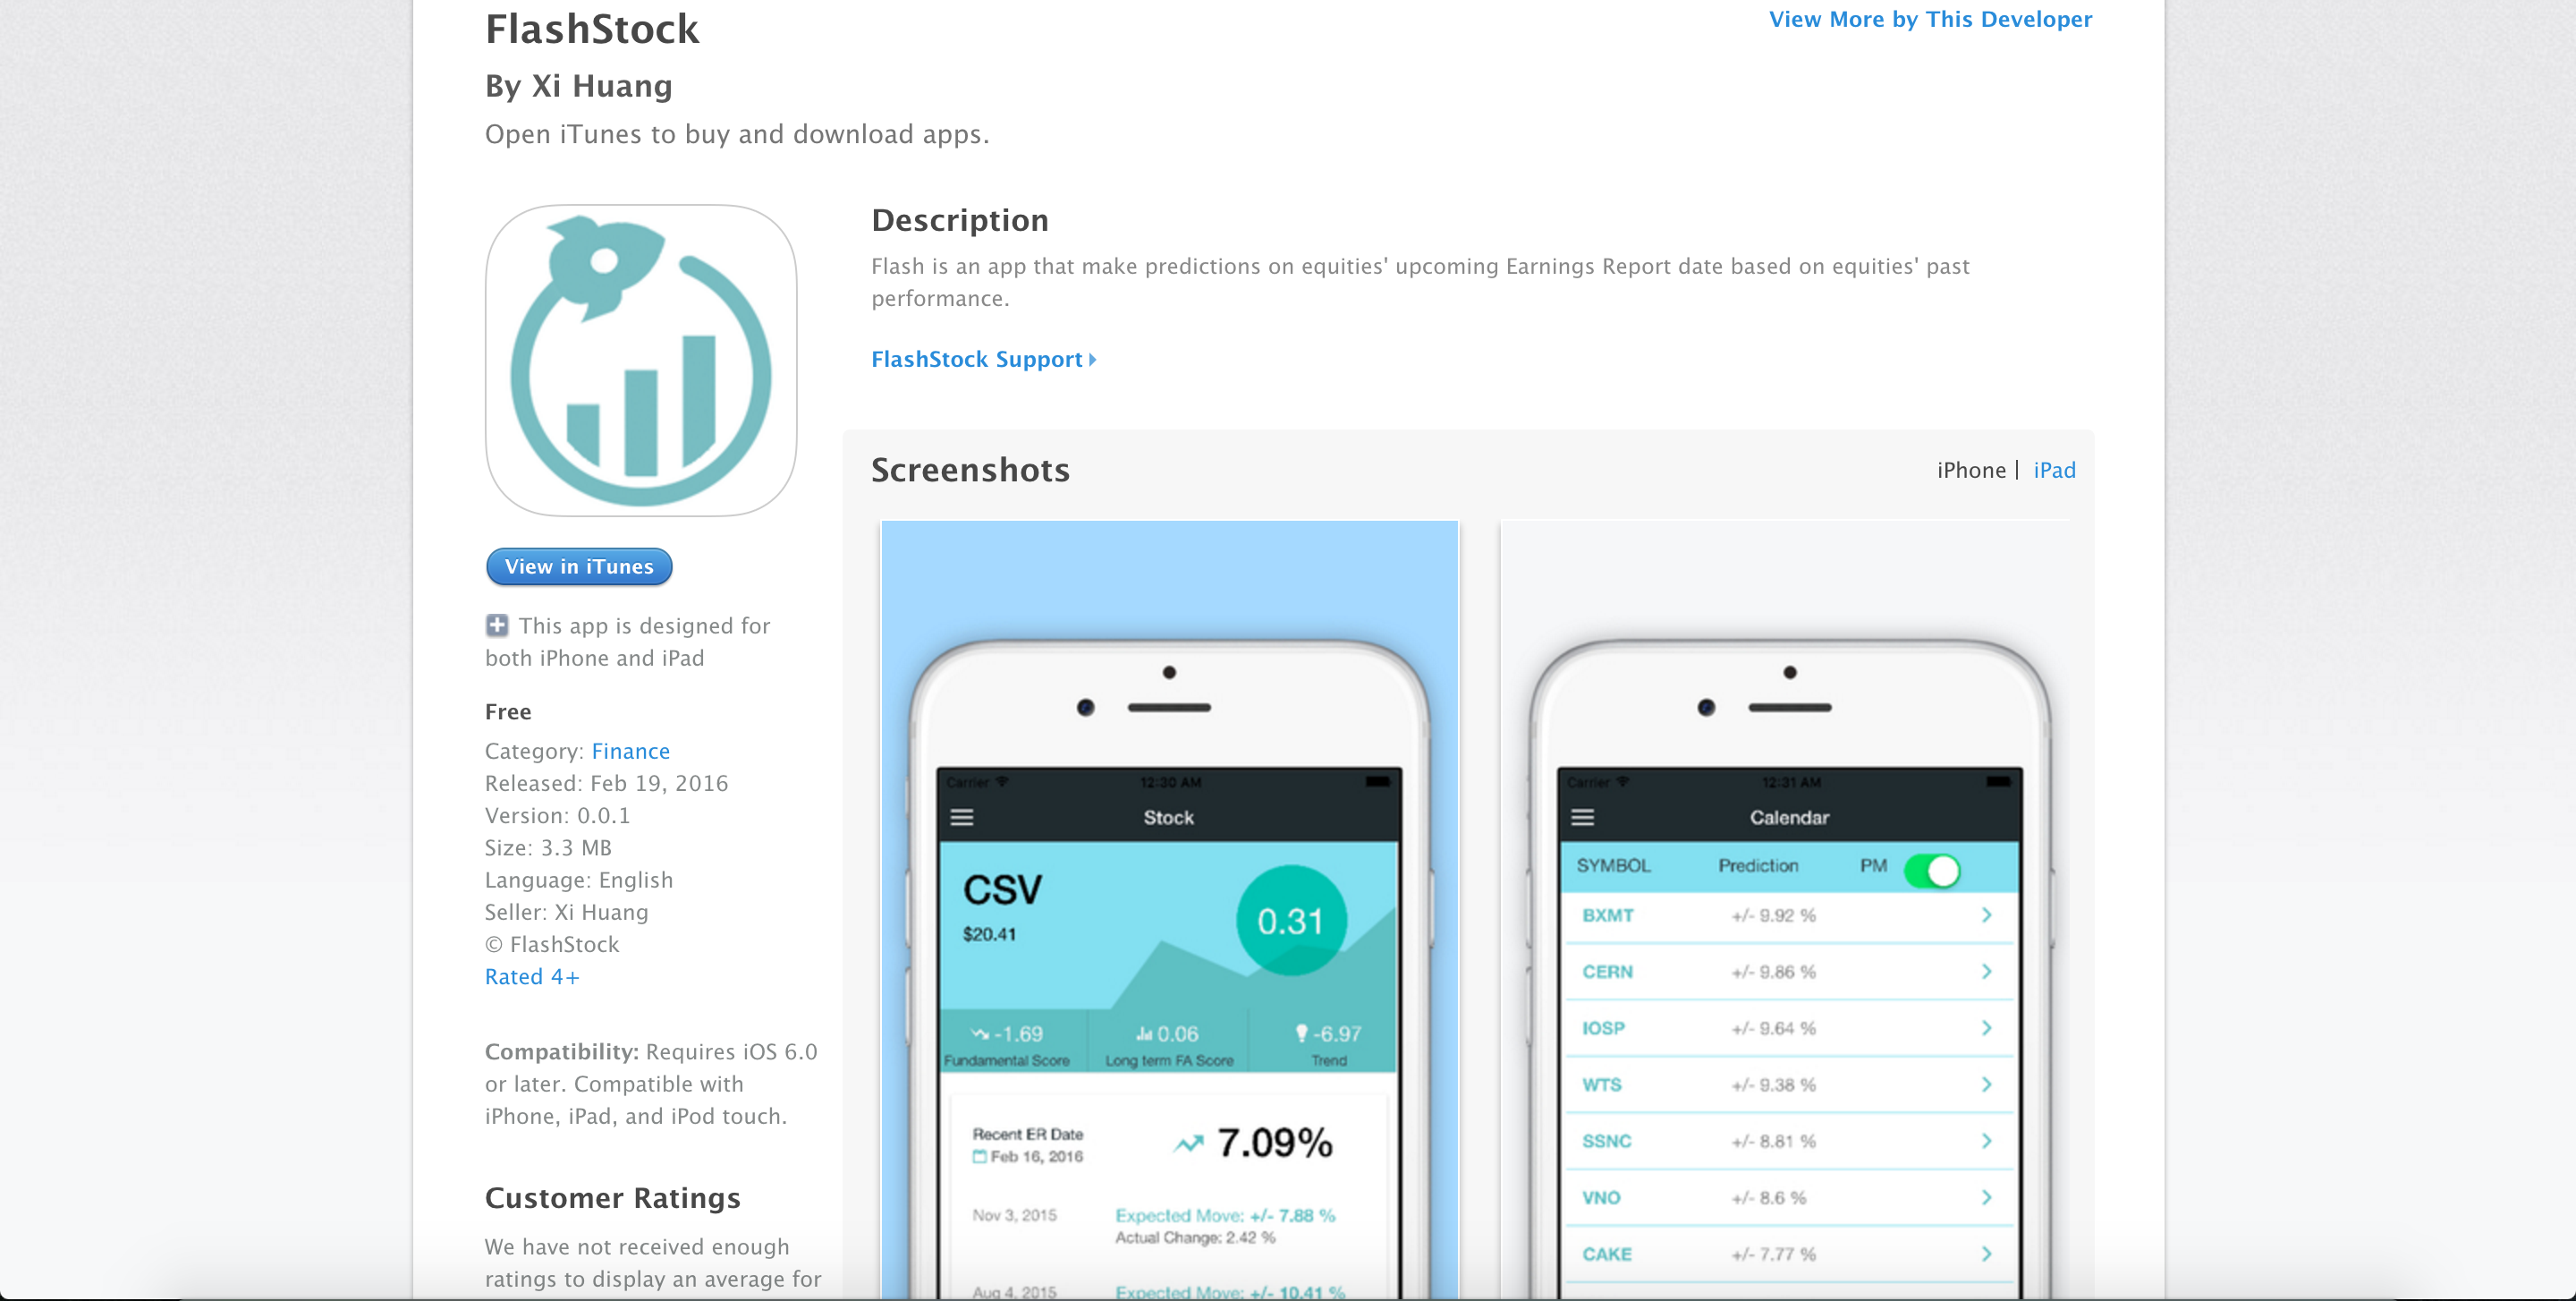 FlashStock
View More by This Developer
By Xi Huang
Open iTunes to buy and download apps.
Description
Flash is an app that make predictions on equities' upcoming Earnings Report date based on equities' past
performance.
FlashStock Support
View in iTunes
This app is designed for
both iPhone and iPad
Free
Category: Finance
Released: Feb 19, 2016
Version: 0.0.1
Size: 3.3 MB
Language: English
Seller: Xi Huang
© FlashStock
Rated 4+
Compatibility: Requires iOS 6.0
or later. Compatible with
iPhone, iPad, and iPod touch.
Customer Ratings
We have not received enough
ratings to display an average for
Screenshots
iPhone | iPad
Carrier 12:30 AM
Stock
CSV
$20.41
0.31
-1.69 0.06 -6.97
Fundamental Score Long term FA Score Trend
Recent ER Date
Feb 16, 2016
7.09%
Nov 3, 2015 Expected Move: +/- 7.88 %
Actual Change: 2.42 %
Aug 4, 2015 Expected Move: +/- 10.41 %
Carrier 12:31 AM
Calendar
SYMBOL Prediction PM
BXMT +/- 9.92 %
CERN +/- 9.86 %
IOSP +/- 9.64 %
WTS +/- 9.38 %
SSNC +/- 8.81 %
VNO +/- 8.6 %
CAKE +/- 7.77 %